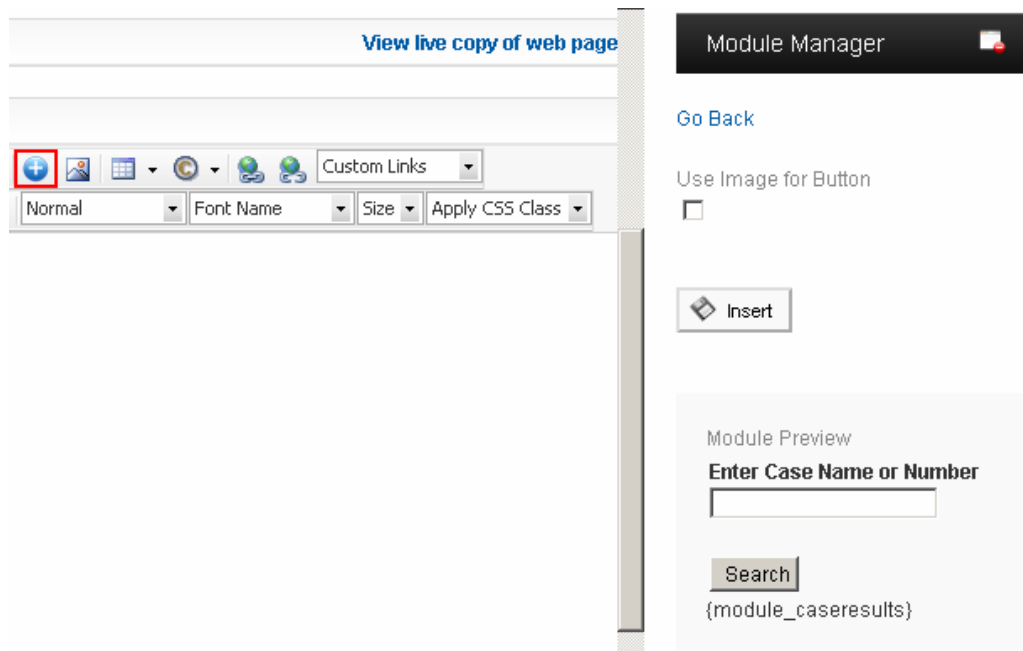 View live copy of web page
Custom Links
Normal
Font Name
Size
Apply CSS Class
Module Manager
Go Back
Use Image for Button
Insert
Module Preview
Enter Case Name or Number
Search
{module_caseresults}